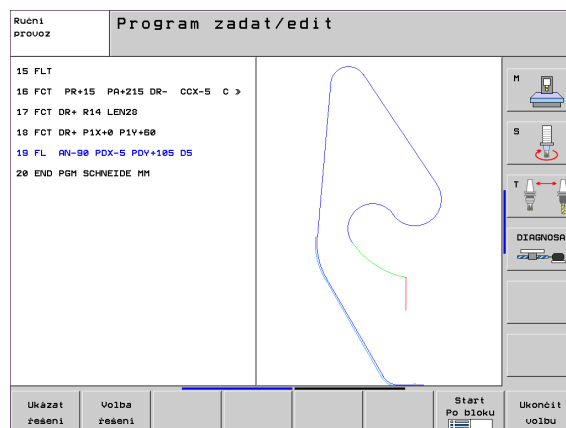 Ruční
provoz
Program zadat/edit
15 FLT
16 FCT PR+15 PA+215 DR- CCX-5 C »
17 FCT DR+ R14 LEN28
18 FCT DR+ P1X+0 P1Y+60
19 FL AN-90 PDX-5 PDY+105 D5
20 END PGM SCHNEIDE MM
M
S
T
DIAGNOSA
Ukázat
řešení
Volba
řešení
Start
Po bloku
Ukončit
volbu